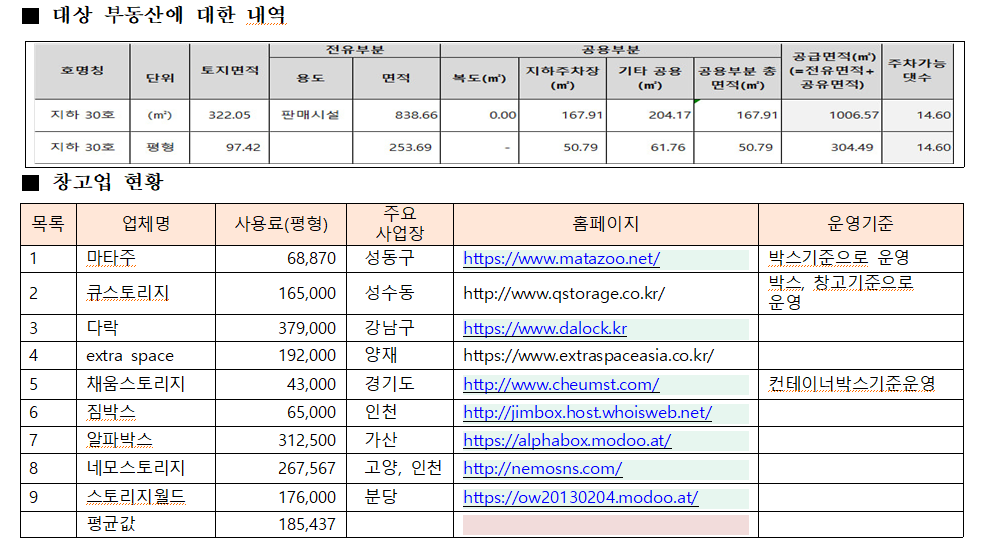 ■ 대상 부동산에 대한 내역
호명칭 단위 토지면적 전유부분 공용부분 공급면적(㎡) (=전유면적+ 공유면적) 주차가능 댓수
용도 면적 복도(㎡) 지하주차장 (㎡) 기타 공용 (㎡) 공용부분 총 면적(㎡)
지하 30호 (㎡) 322.05 판매시설 838.66 0.00 167.91 204.17 167.91 1006.57 14.60
지하 30호 평형 97.42 253.69 - 50.79 61.76 50.79 304.49 14.60
■ 창고업 현황
목록 업체명 사용료(평형) 주요 사업장 홈페이지 운영기준
1 마타주 68,870 성동구 https://www.matazoo.net/ 박스기준으로 운영
2 큐스토리지 165,000 성수동 http://www.qstorage.co.kr/ 박스, 창고기준으로 운영
3 다락 379,000 강남구 https://www.dalock.kr
4 extra space 192,000 양재 https://www.extraspaceasia.co.kr/
5 채움스토리지 43,000 경기도 http://www.cheumst.com/ 컨테이너박스기준운영
6 짐박스 65,000 인천 http://jimbox.host.whoisweb.net/
7 알파박스 312,500 가산 https://alphabox.modoo.at/
8 네모스토리지 267,567 고양, 인천 http://nemosns.com/
9 스토리지월드 176,000 분당 https://ow20130204.modoo.at/
평균값 185,437